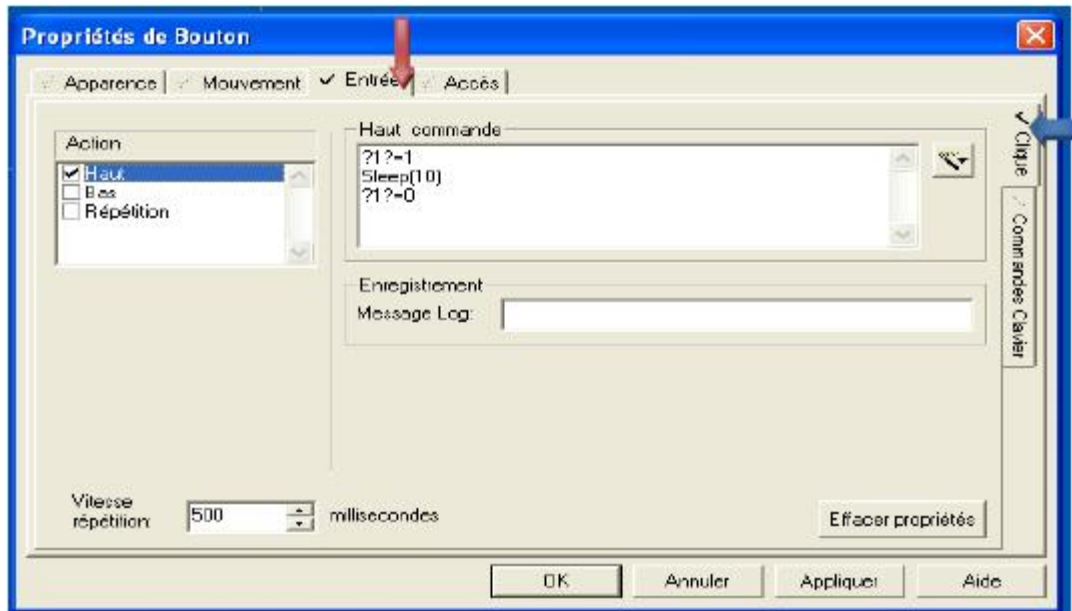 Propriétés de Bouton
Apparence
Mouvement
Entrée
Accès
Action
Haut
Bas
Répétition
Haut commande
?1?=1
Sleep(10)
?1?=0
Enregistrement
Message Log:
Clique
Commandes Clavier
Vitesse
répétition:
500
millisecondes
Effacer propriétés
OK
Annuler
Appliquer
Aide